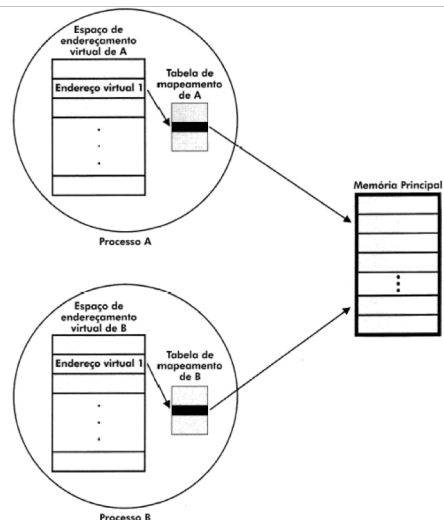 Espaço de
endereçamento
virtual de A
Endereço virtual 1
Tabela de
mapeamento
de A
Processo A
Memória Principal
Espaço de
endereçamento
virtual de B
Endereço virtual 1
Tabela de
mapeamento
de B
Processo B